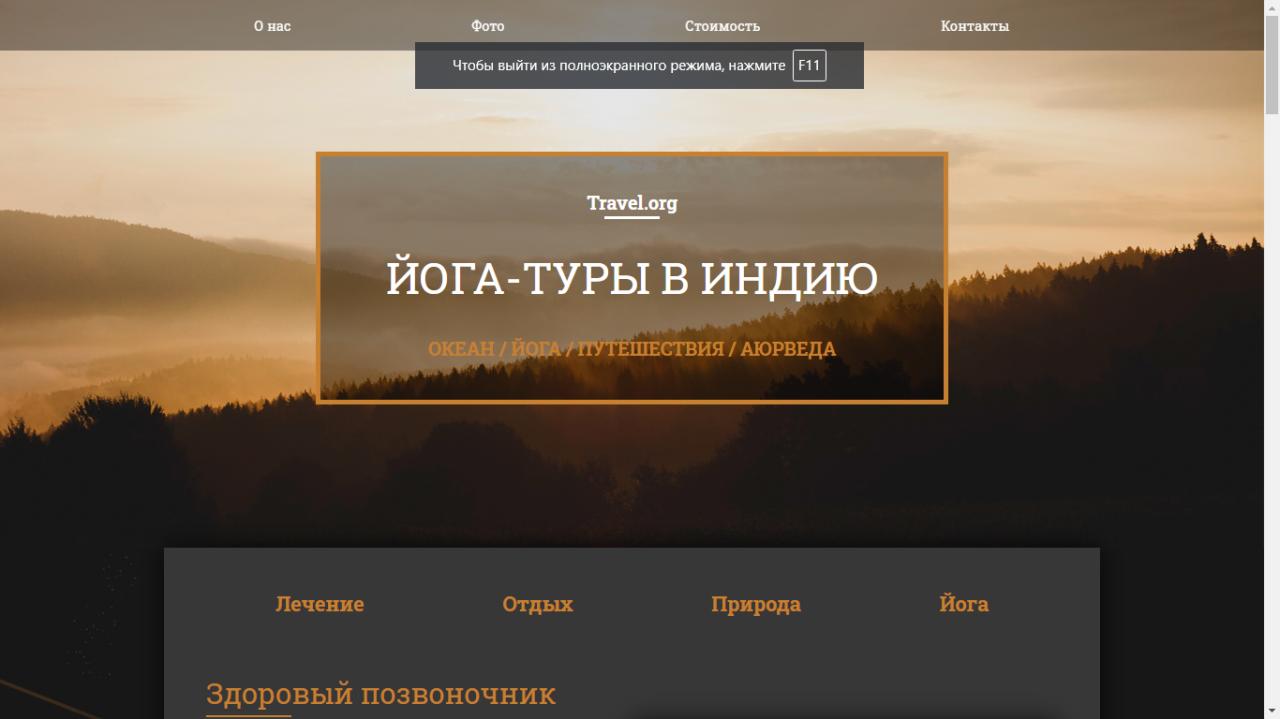 О нас Фото Стоимость Контакты
Чтобы выйти из полноэкранного режима, нажмите F11
Travel.org
ЙОГА-ТУРЫ В ИНДИЮ
ОКЕАН / ЙОГА / ПУТЕШЕСТВИЯ / АЮРВЕДА
Лечение Отдых Природа Йога
Здоровый позвоночник